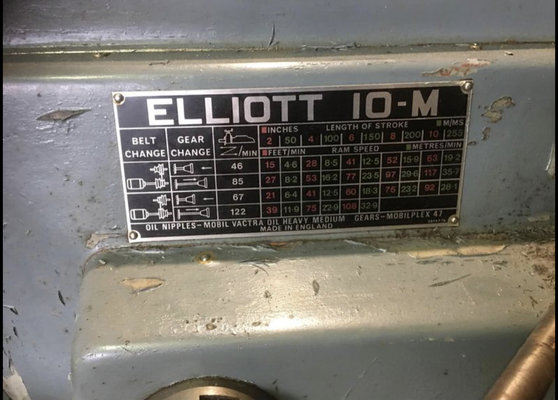 ELLIOTT 10-M
BELT CHANGE GEAR CHANGE /MIN INCHES LENGTH OF STROKE M/MS
2 50 4 100 6 150 8 200 10 255
FEET/MIN RAM SPEED METRES/MIN
46 15 4·6 28 8·5 41 12·5 52 15·9 63 19·2
85 27 8·2 53 16·2 77 23·5 97 29·6 117 35·7
67 21 6·4 41 12·5 60 18·3 75 23·2 92 28·1
122 39 11·9 75 22·9 108 32·9
OIL NIPPLES-MOBIL VACTRA OIL HEAVY MEDIUM GEARS-MOBILPLEX 47
MADE IN ENGLAND